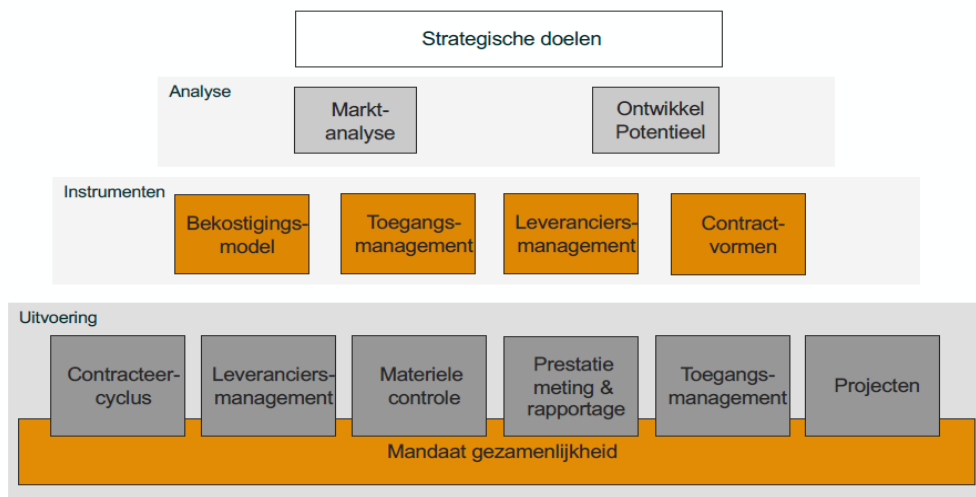 Strategische doelen
Analyse
Markt-
analyse
Ontwikkel
Potentieel
Instrumenten
Bekostigings-
model
Toegangs-
management
Leveranciers-
management
Contract-
vormen
Uitvoering
Contracteer-
cyclus
Leveranciers-
management
Materiele
controle
Prestatie
meting &
rapportage
Toegangs-
management
Projecten
Mandaat gezamenlijkheid